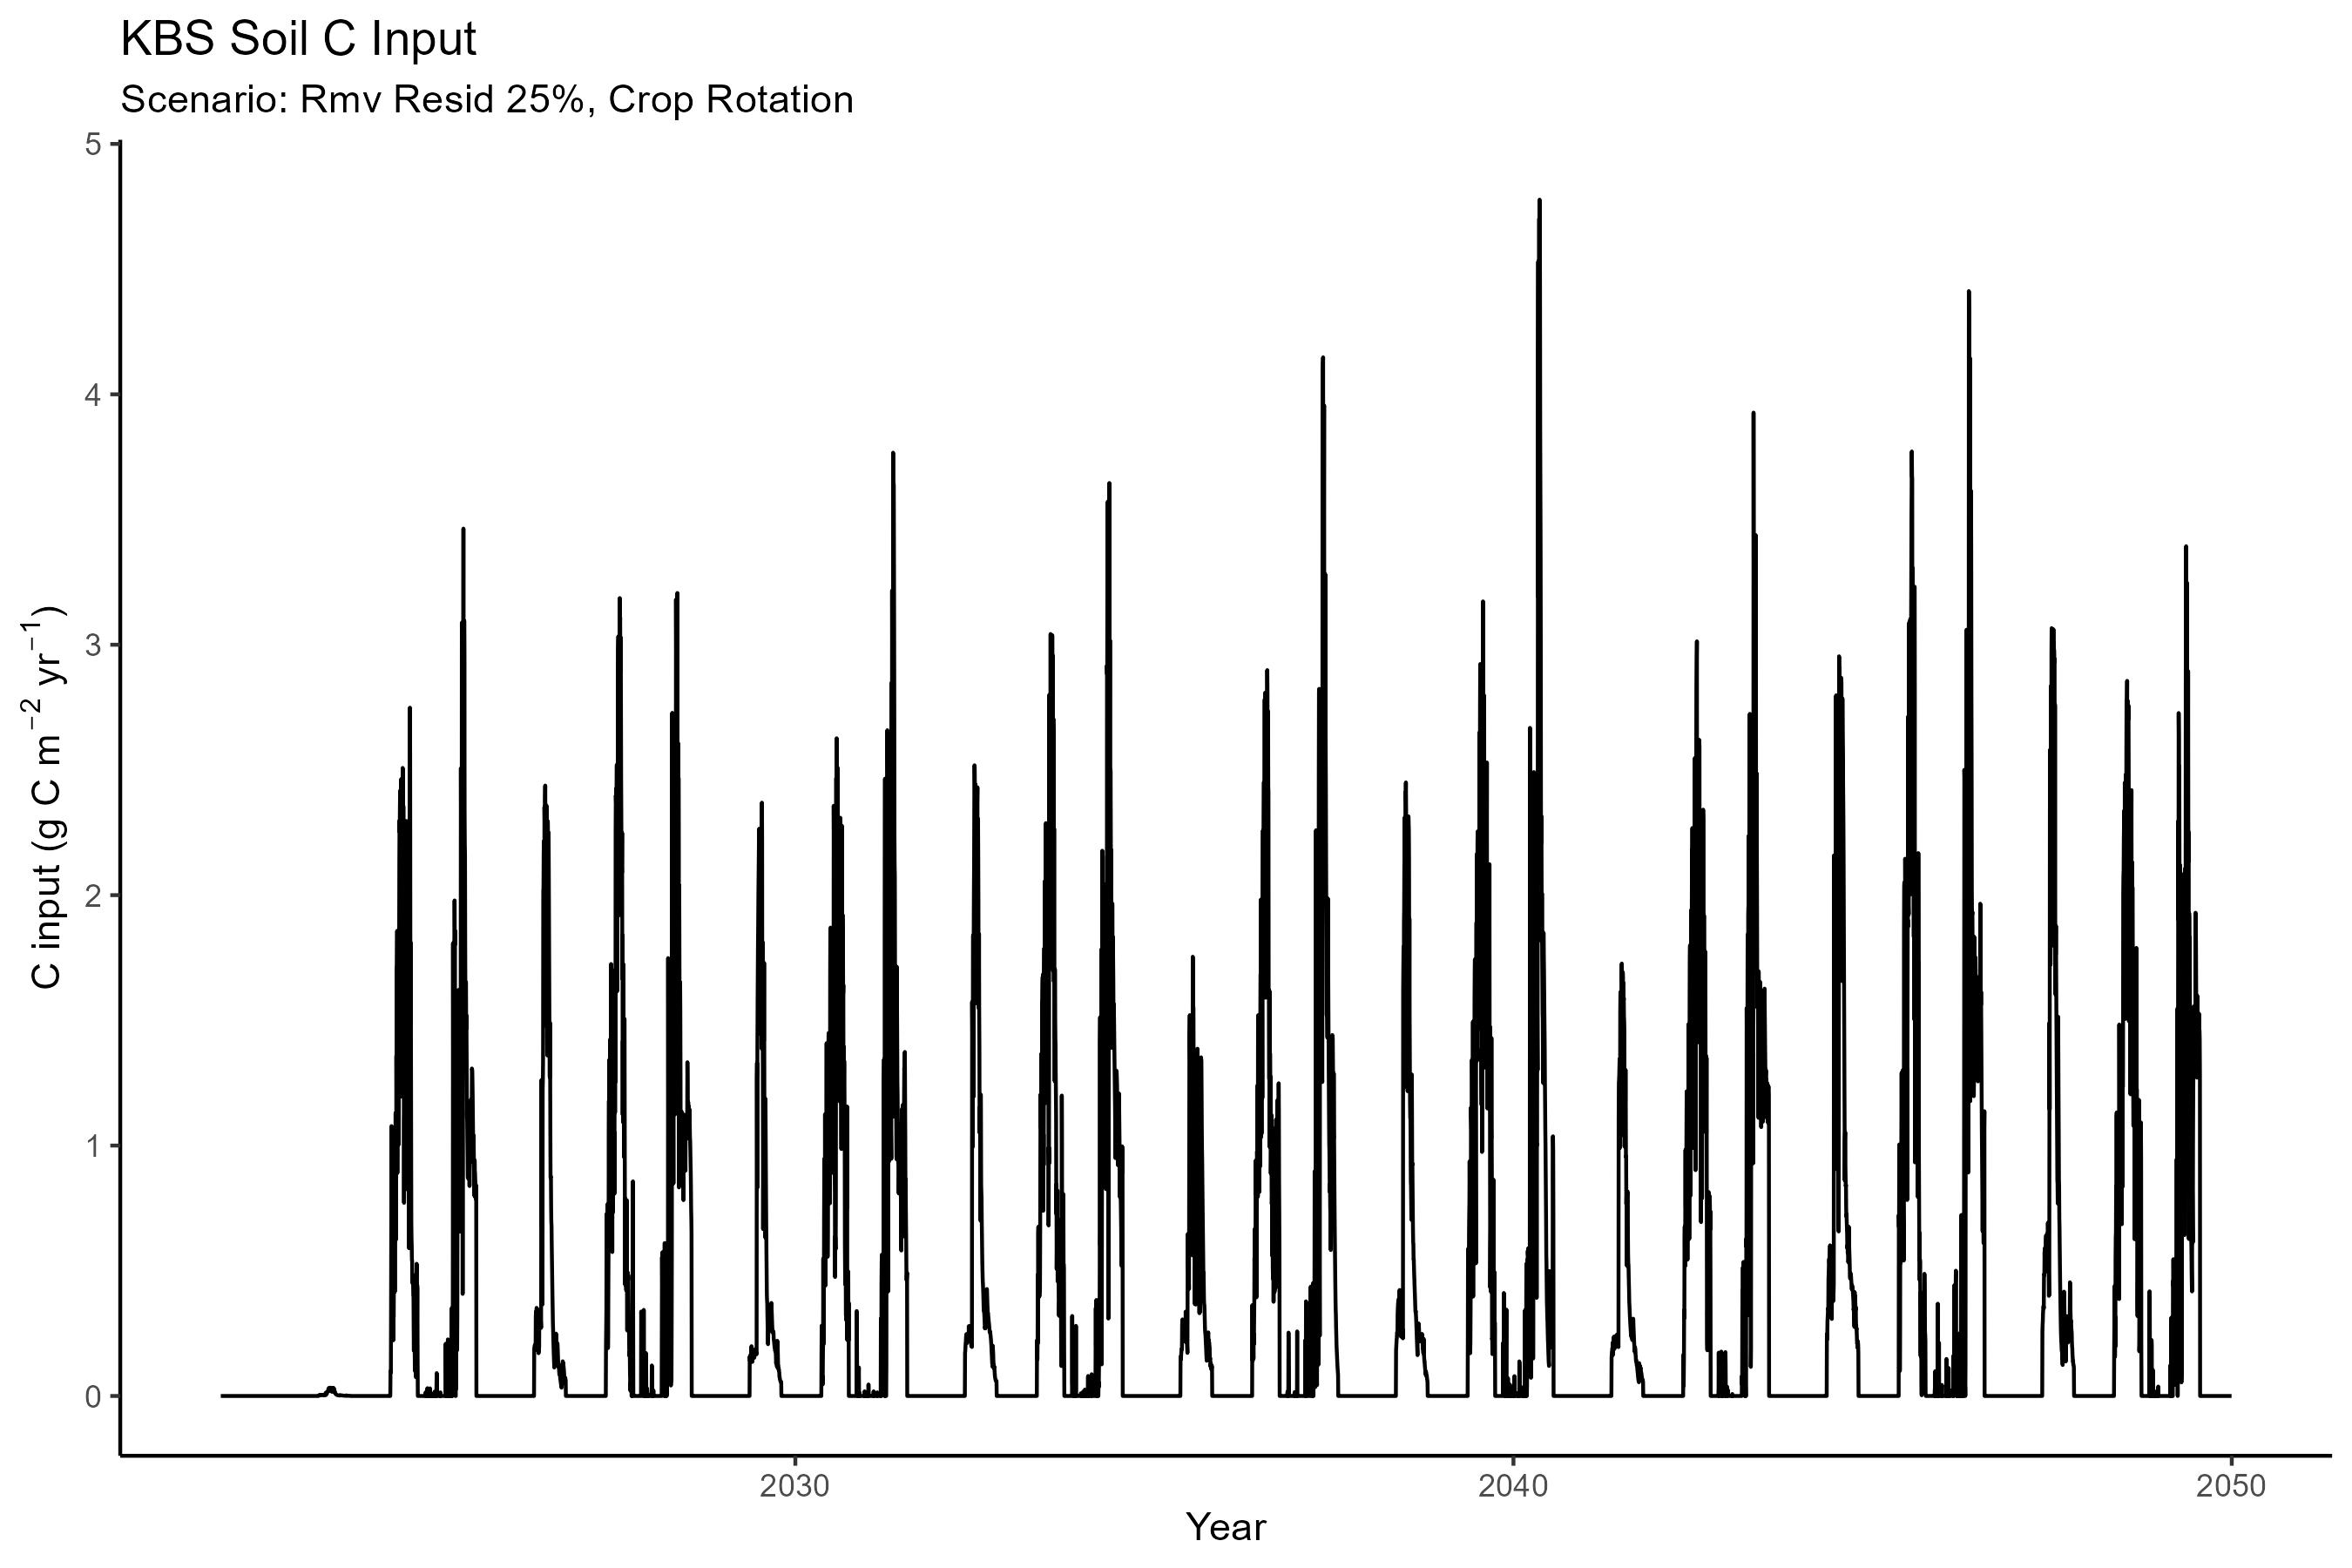 KBS Soil C Input
Scenario: Rmv Resid 25%, Crop Rotation
C input (g C m⁻² yr⁻¹)
5
4
3
2
1
0
2030 2040 2050
Year